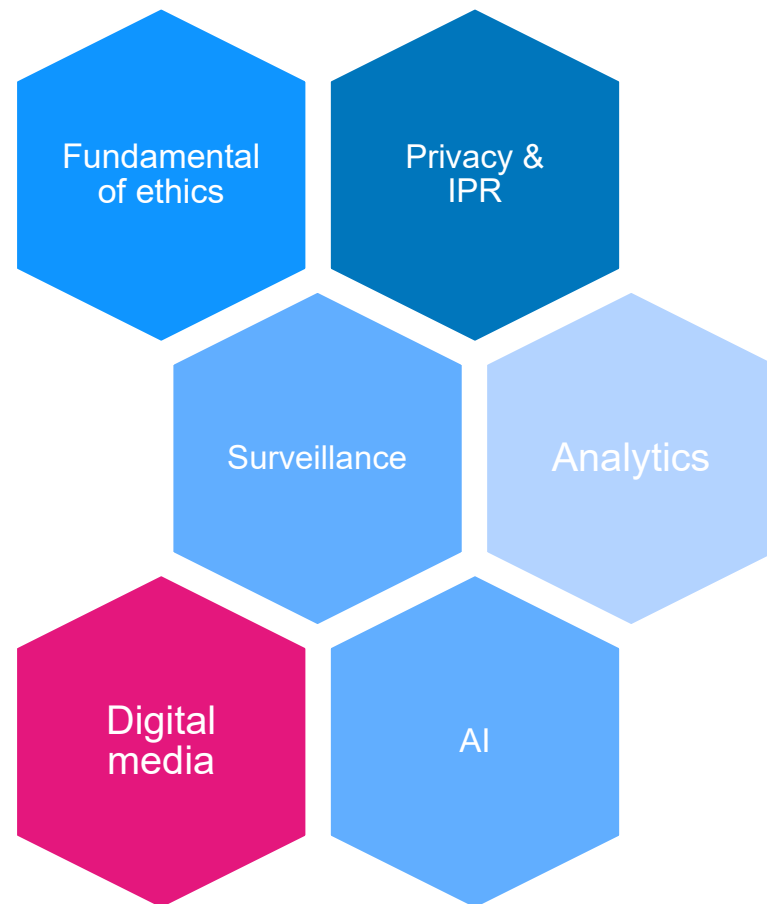 Fundamental
of ethics
Privacy &
IPR
Surveillance
Analytics
Digital
media
AI